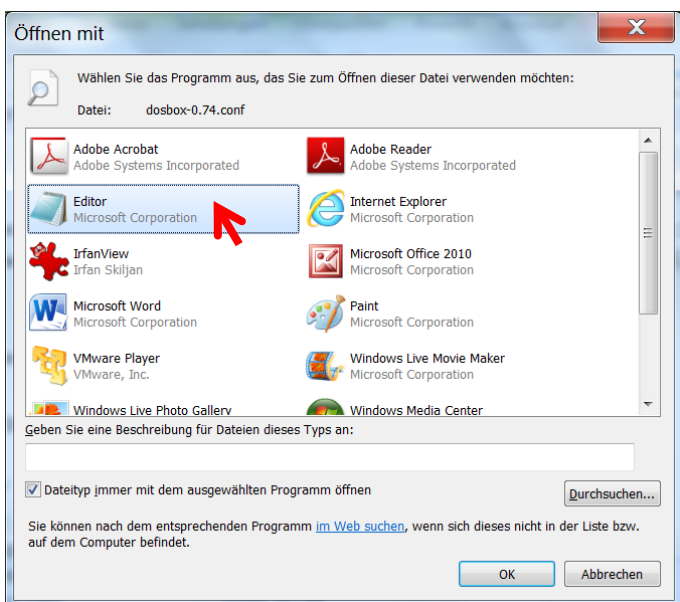 Öffnen mit
Wählen Sie das Programm aus, das Sie zum Öffnen dieser Datei verwenden möchten:
Datei: dosbox-0.74.conf
Adobe Acrobat
Adobe Systems Incorporated
Adobe Reader
Adobe Systems Incorporated
Editor
Microsoft Corporation
Internet Explorer
Microsoft Corporation
IrfanView
Irfan Skiljan
Microsoft Office 2010
Microsoft Corporation
Microsoft Word
Microsoft Corporation
Paint
Microsoft Corporation
VMware Player
VMware, Inc.
Windows Live Movie Maker
Microsoft Corporation
Windows Live Photo Gallery
Windows Media Center
Geben Sie eine Beschreibung für Dateien dieses Typs an:
Dateityp immer mit dem ausgewählten Programm öffnen
Durchsuchen...
Sie können nach dem entsprechenden Programm im Web suchen, wenn sich dieses nicht in der Liste bzw.
auf dem Computer befindet.
OK
Abbrechen